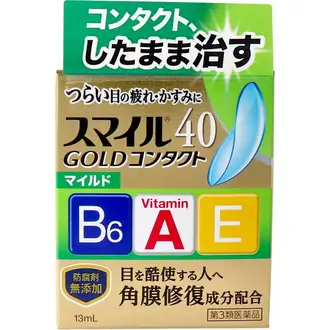 コンタクト、
したまま治す
つらい目の疲れ・かすみに
スマイル®40
GOLDコンタクト
マイルド
B6
Vitamin
A
E
防腐剤
無添加
目を酷使する人へ
角膜修復成分配合
13mL
第3類医薬品